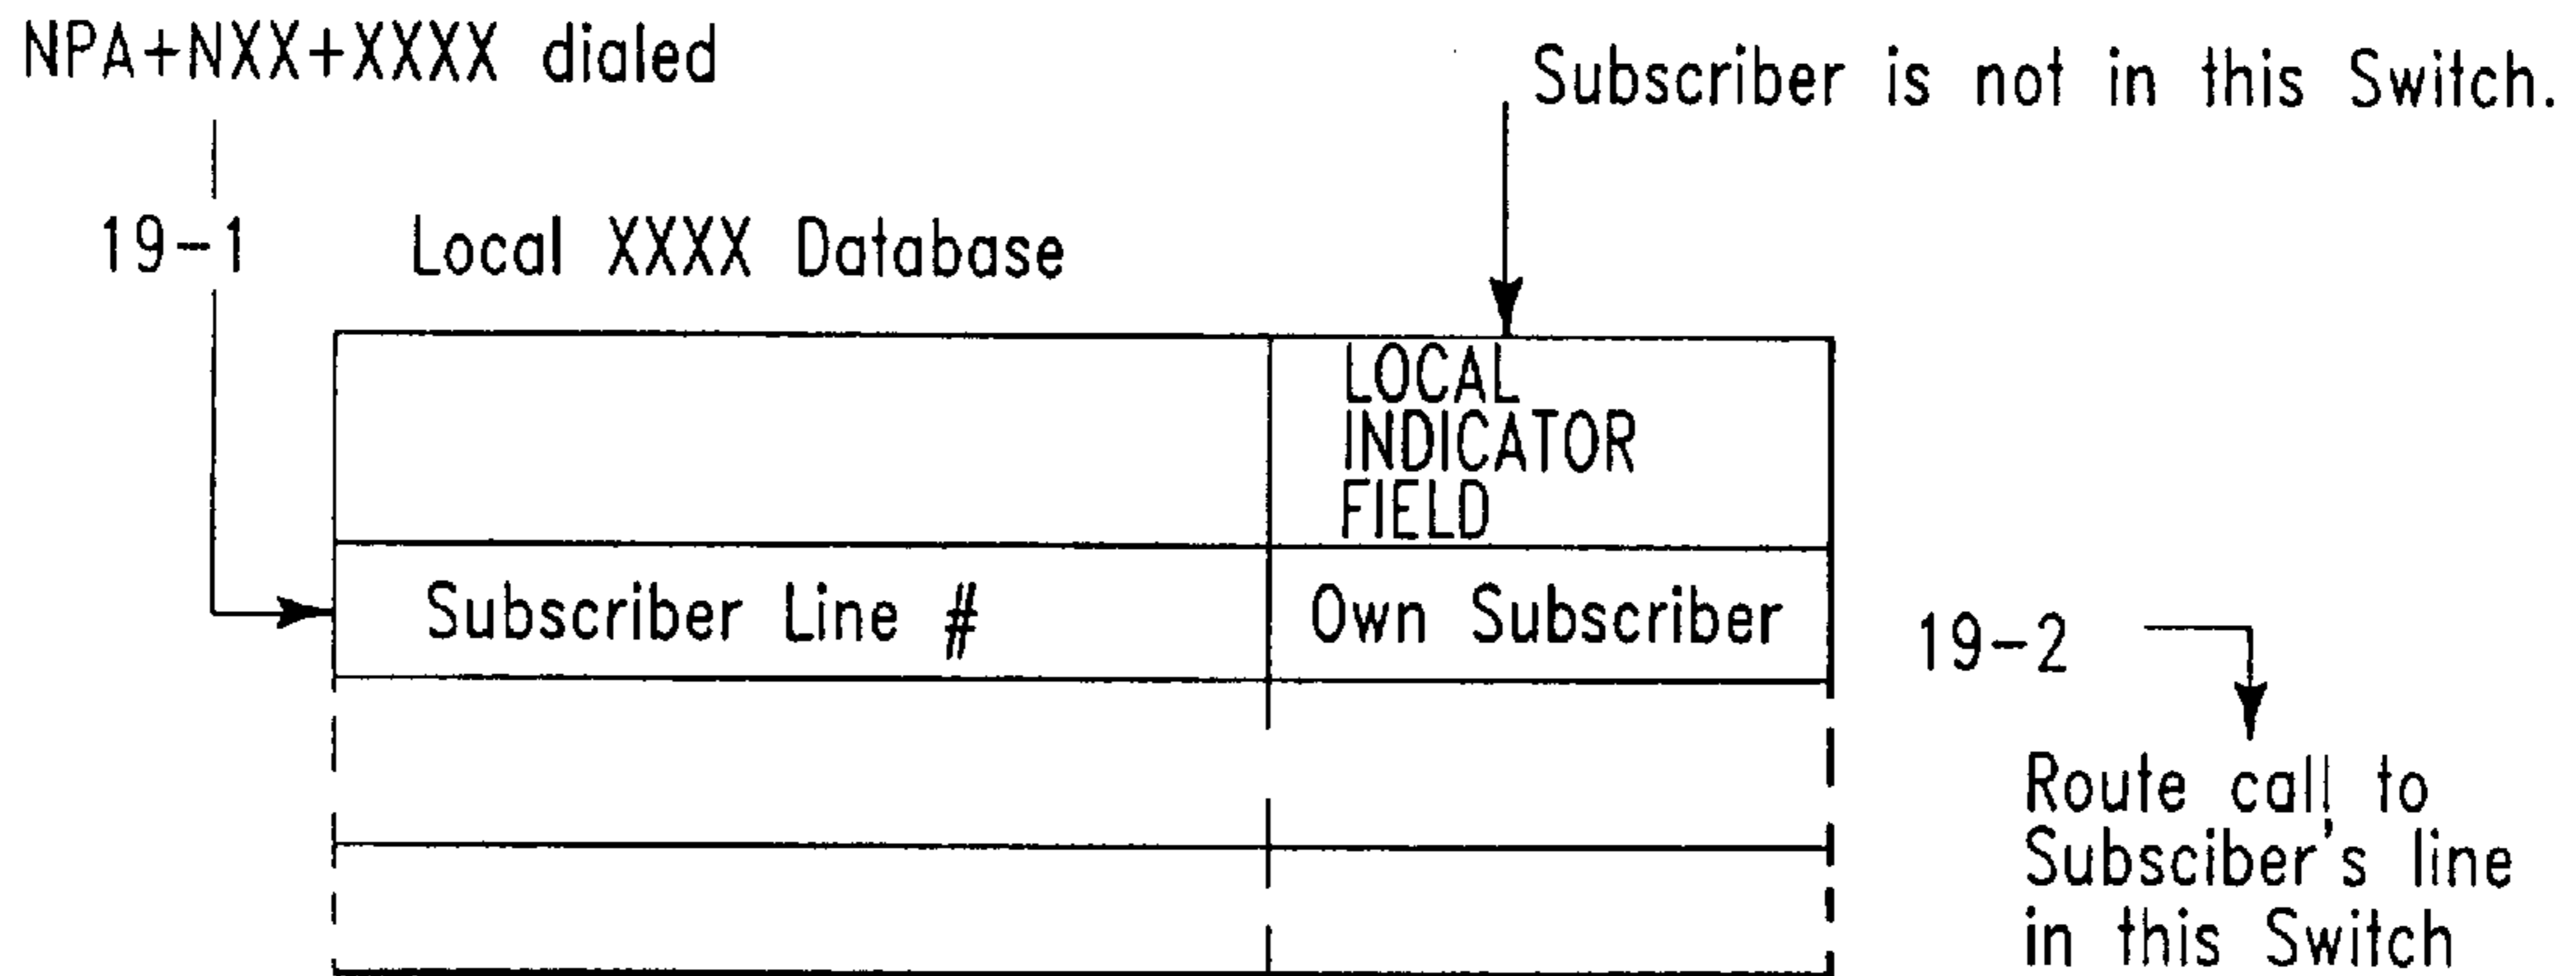 NPA+NXX+XXXX dialed
Subscriber is not in this Switch.
19-1
Local XXXX Database
LOCAL
INDICATOR
FIELD
Subscriber Line #
Own Subscriber
19-2
Route call to
Subsciber's line
in this Switch